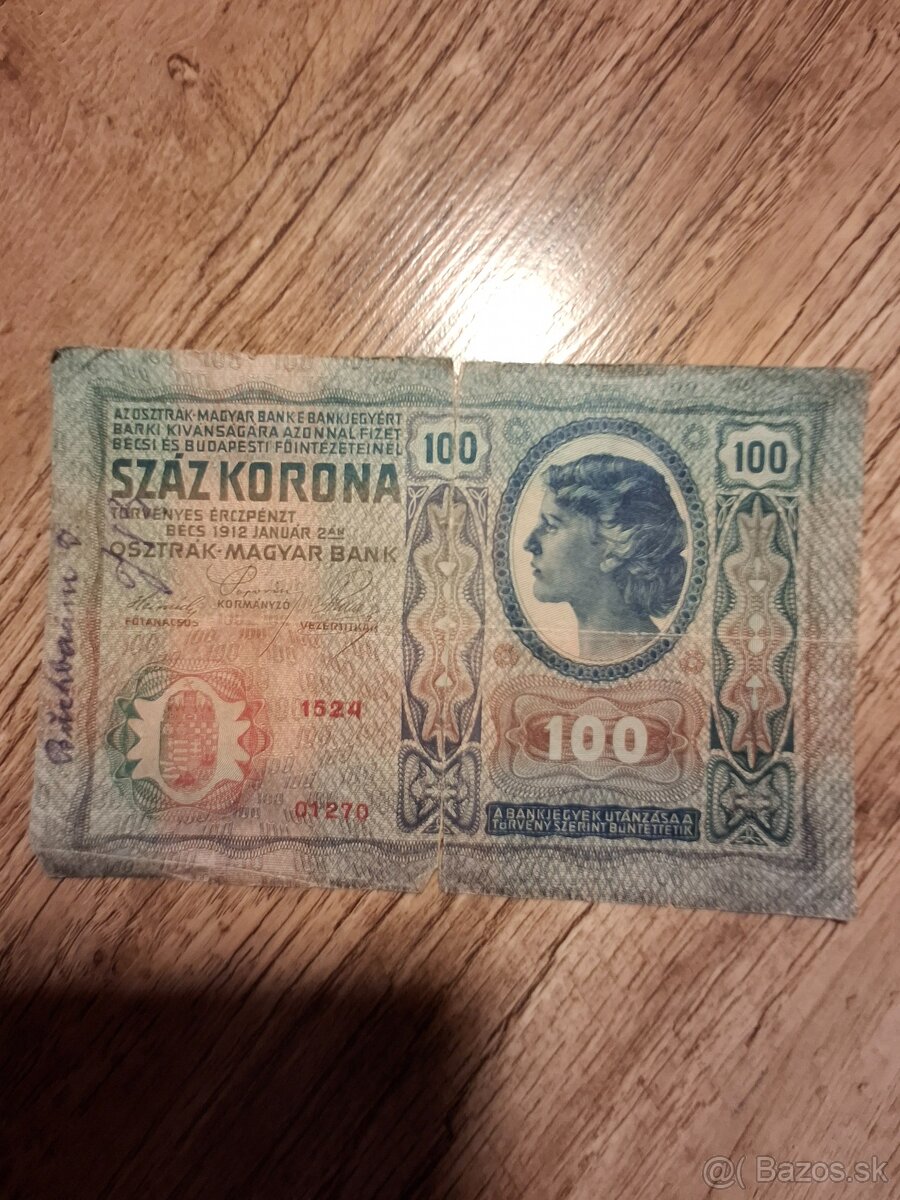 AZ OSZTRÁK-MAGYAR BANK E BANKJEGYÉRT
BÁRKI KIVÁNSÁGÁRA AZONNAL FIZET
BÉCSI ÉS BUDAPESTI FŐINTÉZETEINÉL
SZÁZ KORONA
TÖRVÉNYES ÉRCZPÉNZT
BÉCS 1912 JANUÁR 2ÁN
OSZTRÁK-MAGYAR BANK
KORMÁNYZÓ
FŐTANÁCSOS
VEZÉRTITKÁR
1524
01270
100
100
100
A BANKJEGYEK UTÁNZÁSA A
TÖRVÉNY SZERINT BÜNTETTETIK
@( Bazos.sk